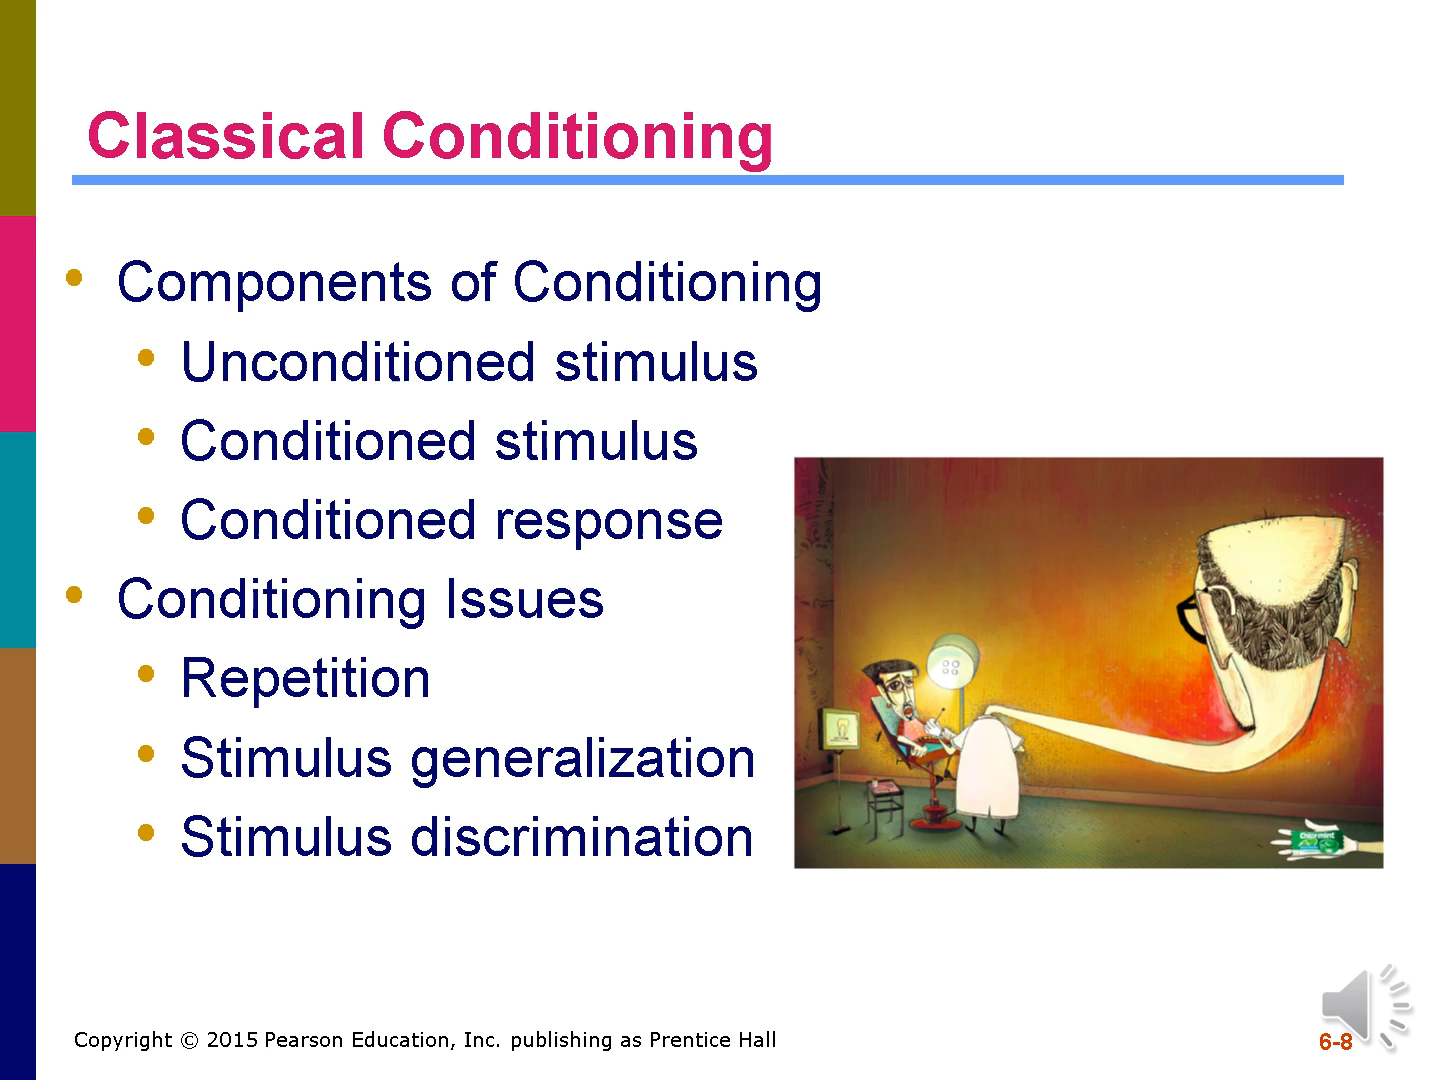 Classical Conditioning
• Components of Conditioning
• Unconditioned stimulus
• Conditioned stimulus
• Conditioned response
• Conditioning Issues
• Repetition
• Stimulus generalization
• Stimulus discrimination
Chlormint
Copyright © 2015 Pearson Education, Inc. publishing as Prentice Hall
6-8